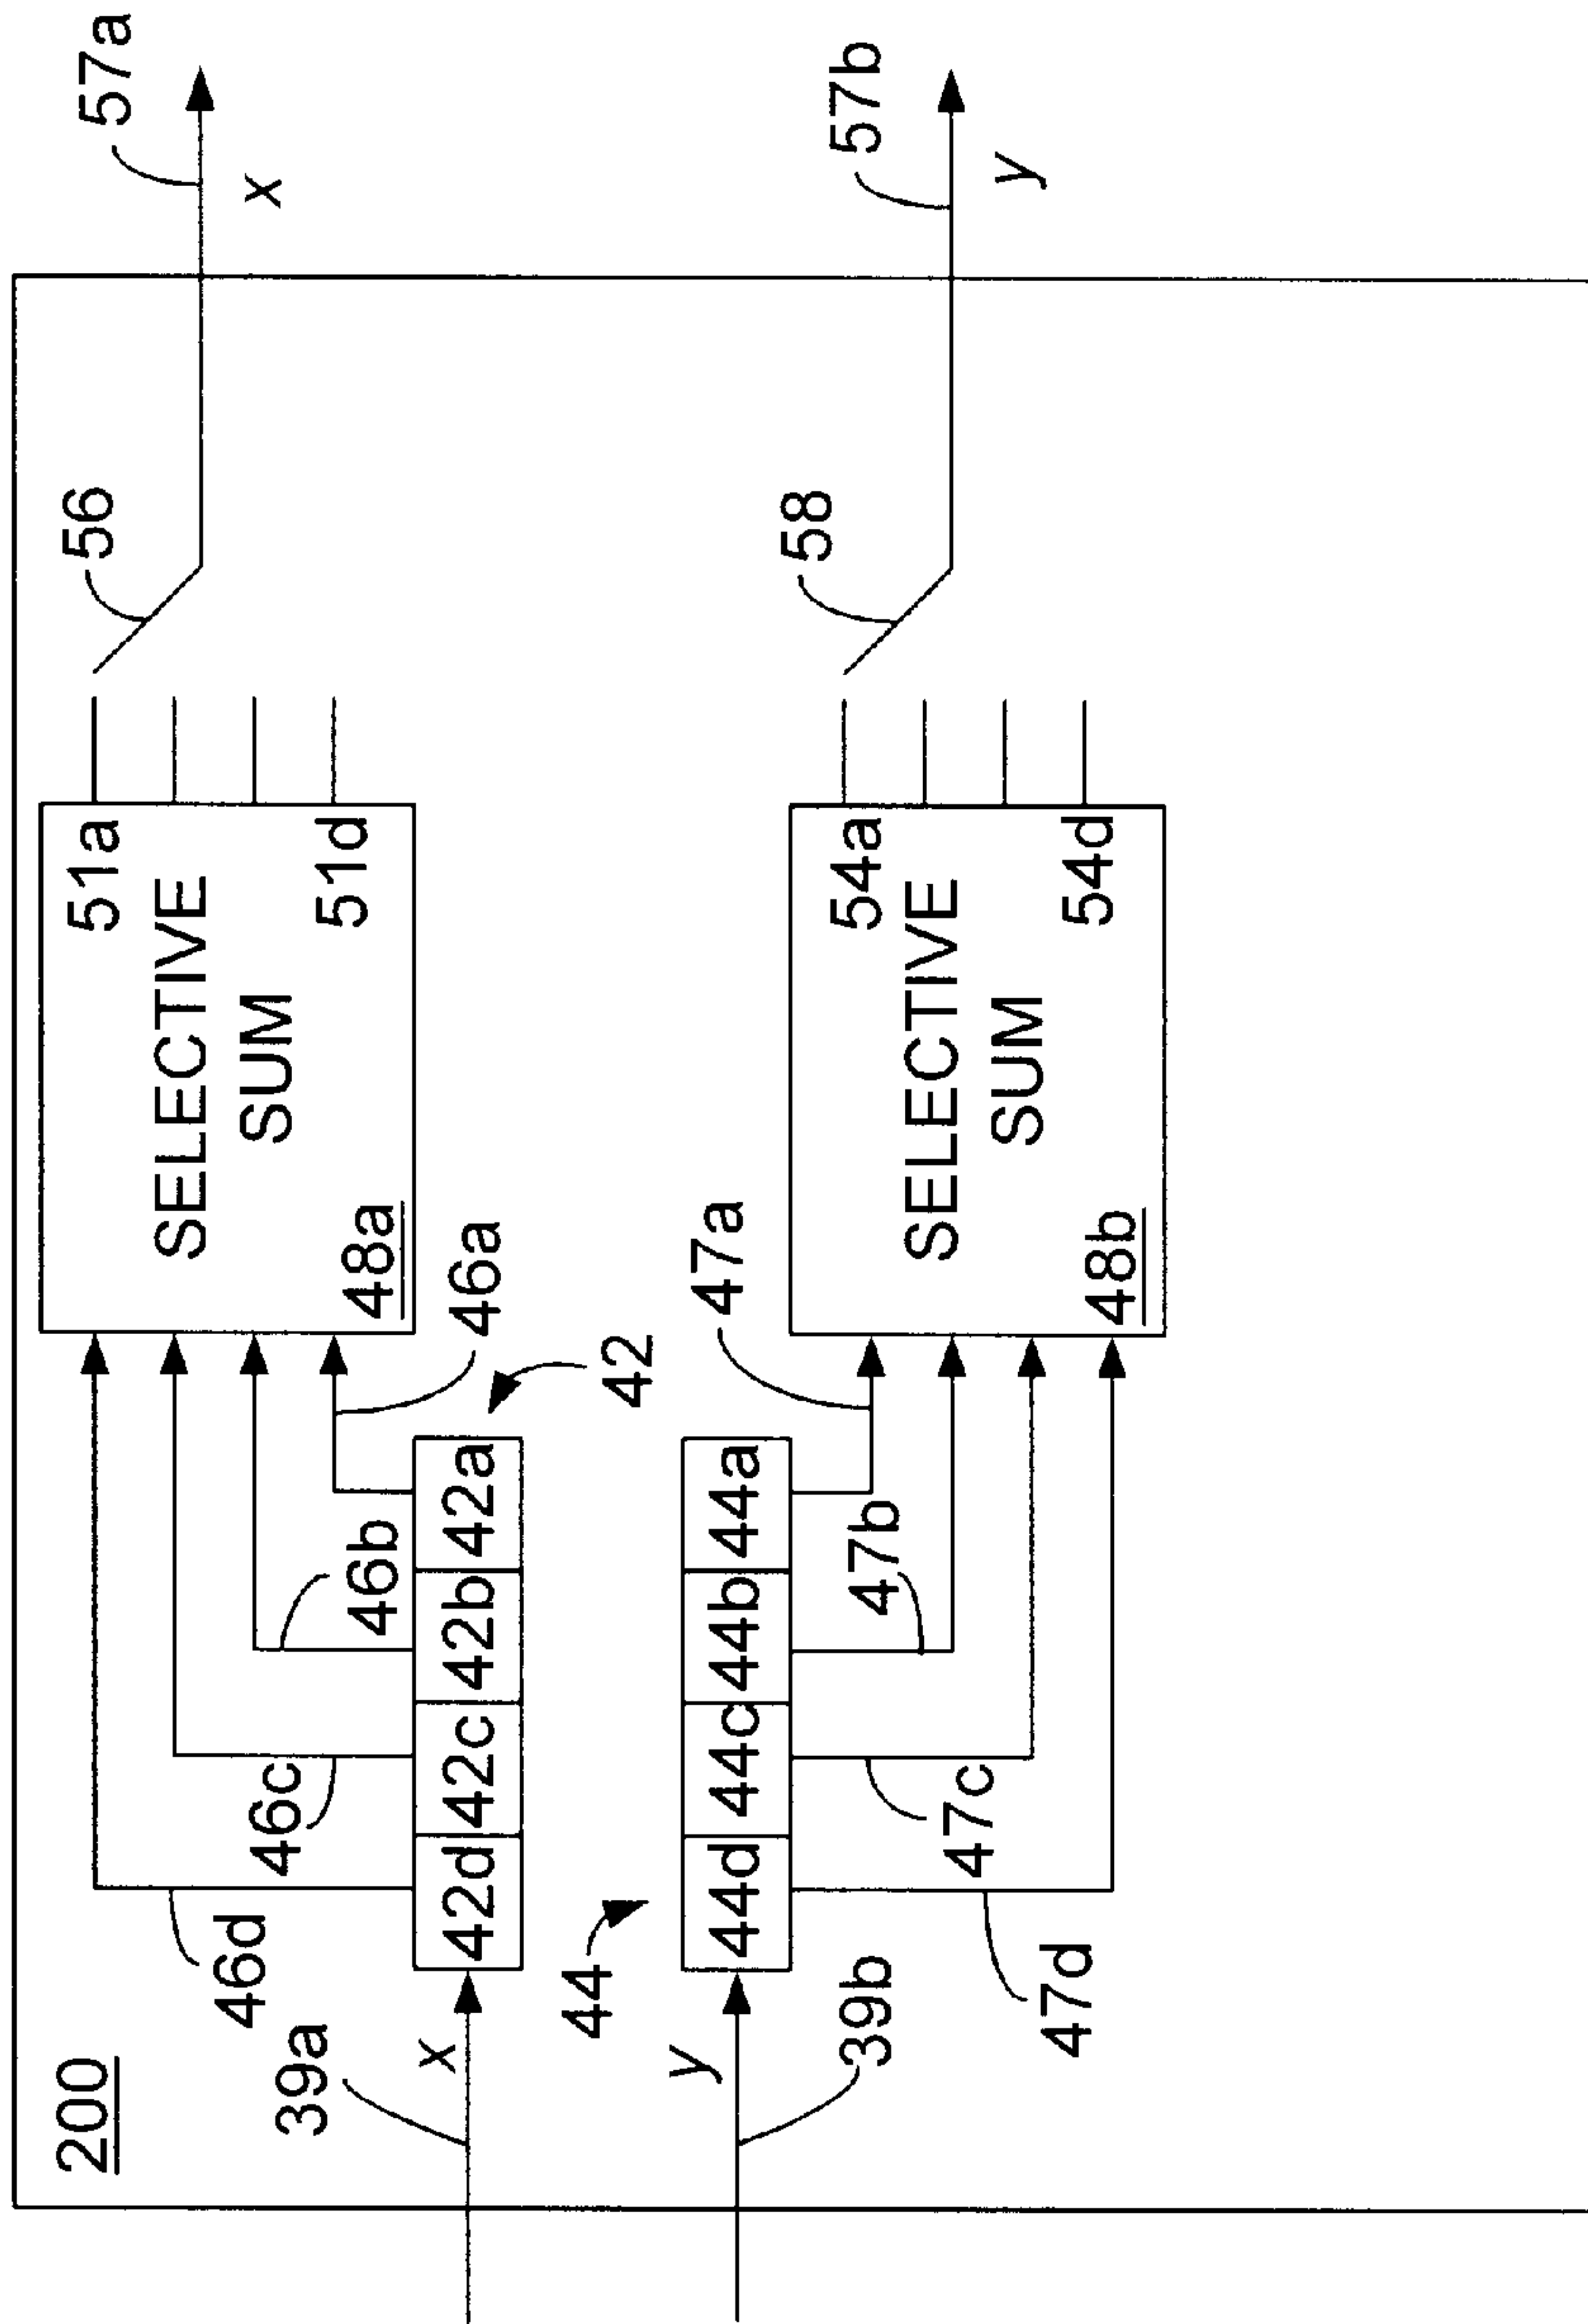 200
39a
x
46d
46c
46b
46a
42
42d 42c 42b 42a
48a
SELECTIVE
SUM
51a
51d
56
57a
x
44
y
39b
44d 44c 44b 44a
47a
47b
47c
47d
48b
SELECTIVE
SUM
54a
54d
58
57b
y